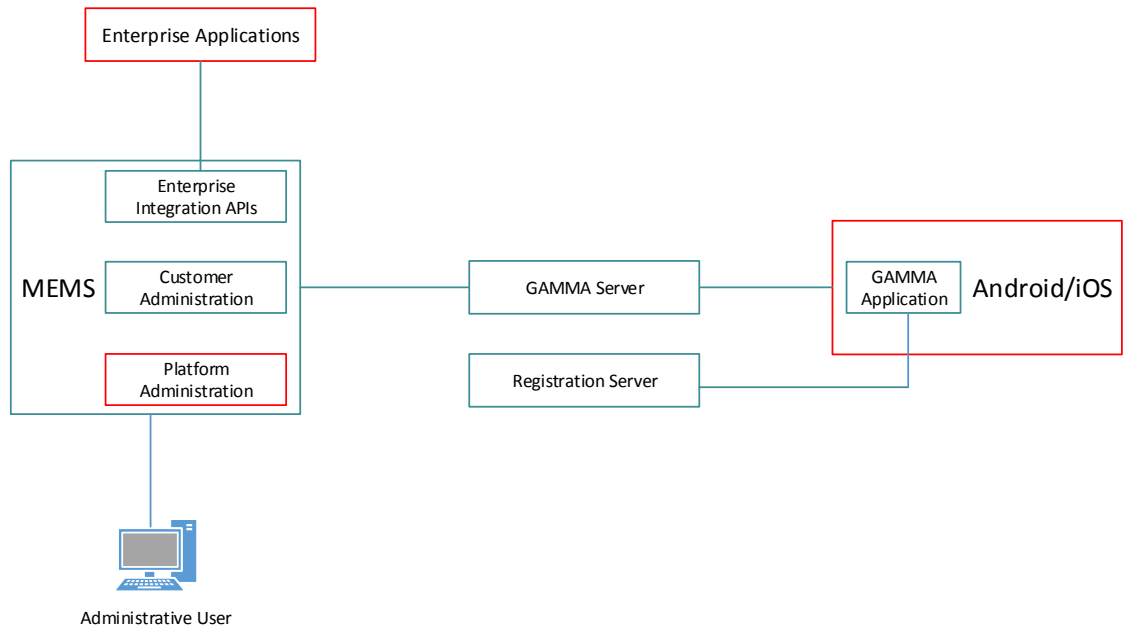 Enterprise Applications
Enterprise
Integration APIs
MEMS
Customer
Administration
Platform
Administration
GAMMA Server
Registration Server
GAMMA
Application
Android/iOS
Administrative User